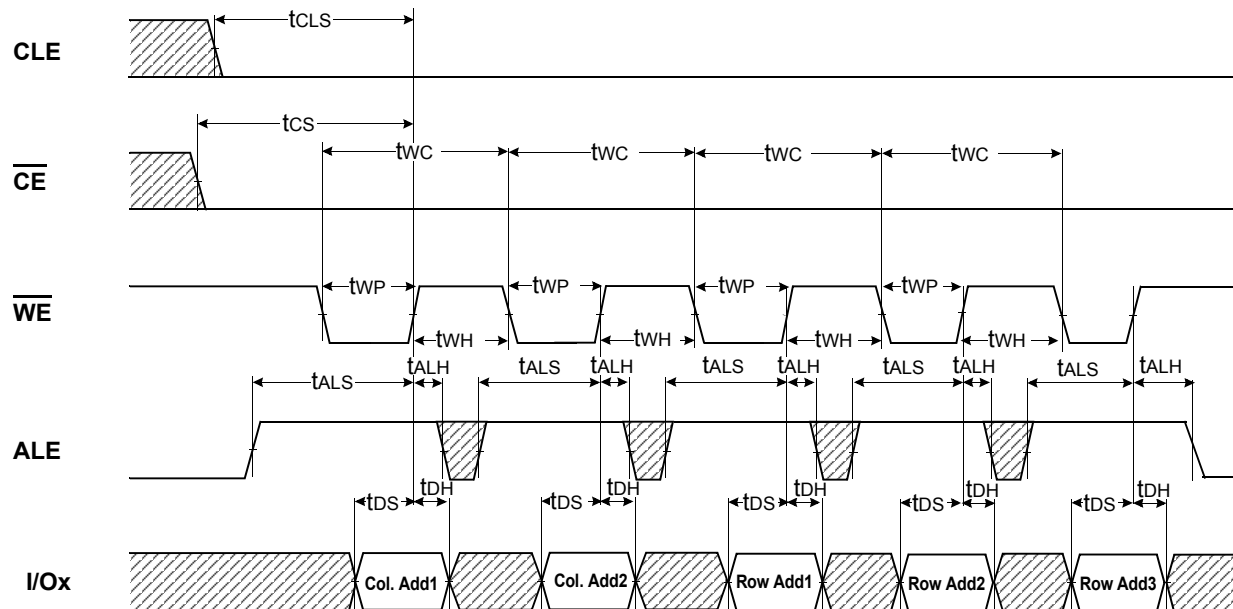 CLE
tCLS
CE
tCS
tWC tWC tWC tWC
WE
tWP tWP tWP tWP
tWH tWH tWH tWH
ALE
tALS tALH tALS tALH tALS tALH tALS tALH tALS tALH
tDS tDH tDS tDH tDS tDH tDS tDH tDS tDH
I/Ox
Col. Add1 Col. Add2 Row Add1 Row Add2 Row Add3